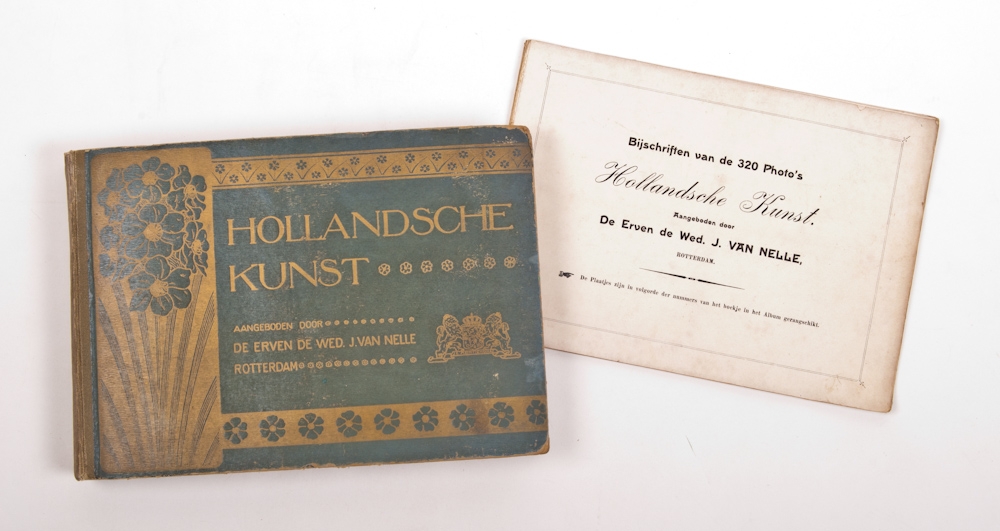 HOLLANDSCHE
KUNST
AANGEBODEN DOOR
DE ERVEN DE WED. J. VAN NELLE
ROTTERDAM
Bijschriften van de 320 Photo's
Hollandsche Kunst.
Aangeboden door
De Erven de Wed. J. VAN NELLE,
ROTTERDAM.
De Plaatjes zijn in volgorde der nummers van het boekje in het Album gerangschikt.